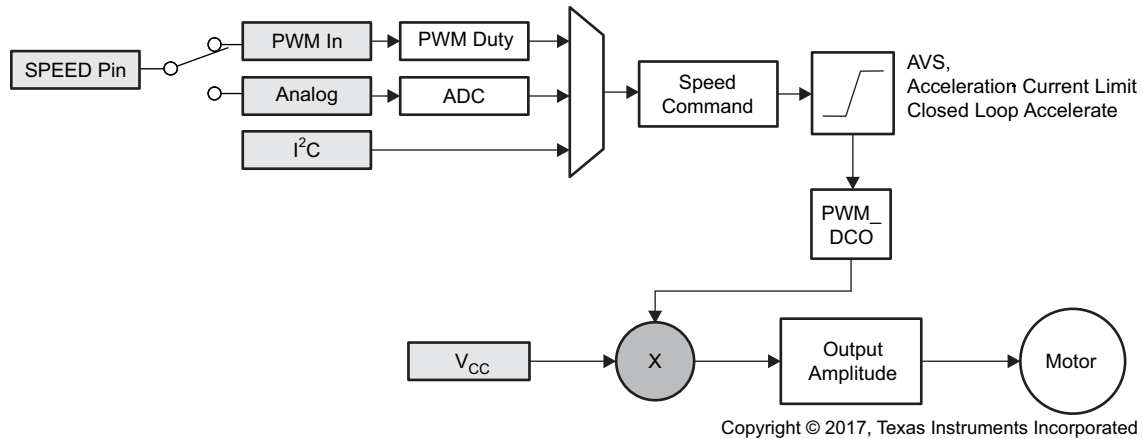 SPEED Pin
PWM In
PWM Duty
Analog
ADC
I²C
Speed
Command
AVS,
Acceleration Current Limit
Closed Loop Accelerate
PWM_
DCO
V_CC
X
Output
Amplitude
Motor
Copyright © 2017, Texas Instruments Incorporated